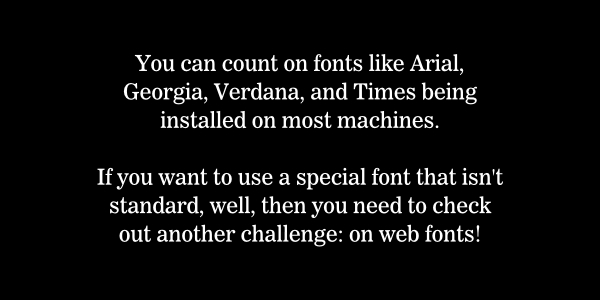 You can count on fonts like Arial,
Georgia, Verdana, and Times being
installed on most machines.
If you want to use a special font that isn't
standard, well, then you need to check
out another challenge: on web fonts!